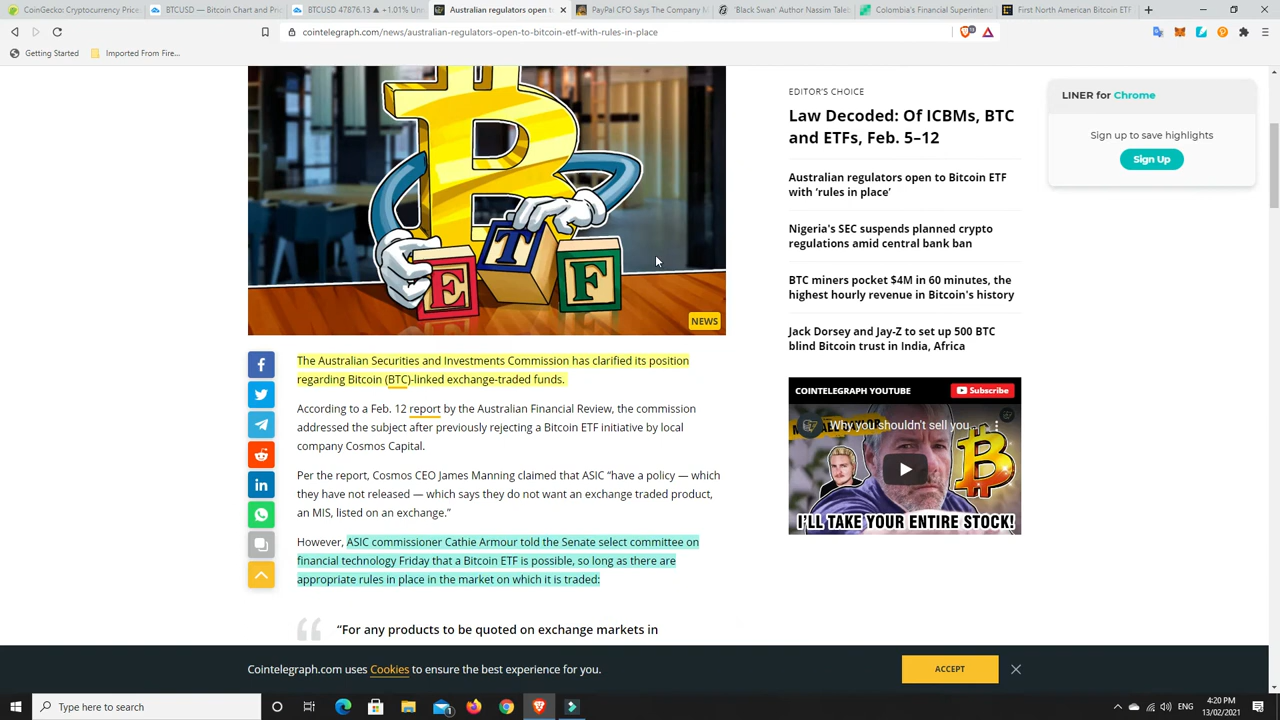 CoinGecko: Cryptocurrency Prices
BTCUSD — Bitcoin Chart and Price
BTCUSD 47876.13 ▲ +1.01% Un
Australian regulators open to
PayPal CFO Says The Company
'Black Swan' Author Nassim Tale
Colombia's Financial Superintend
First North American Bitcoin ETF
cointelegraph.com/news/australian-regulators-open-to-bitcoin-etf-with-rules-in-place
Getting Started
Imported From Fire...
B
E
T
F
NEWS
The Australian Securities and Investments Commission has clarified its position
regarding Bitcoin (BTC)-linked exchange-traded funds.
According to a Feb. 12 report by the Australian Financial Review, the commission
addressed the subject after previously rejecting a Bitcoin ETF initiative by local
company Cosmos Capital.
Per the report, Cosmos CEO James Manning claimed that ASIC “have a policy — which
they have not released — which says they do not want an exchange traded product,
an MIS, listed on an exchange.”
However, ASIC commissioner Cathie Armour told the Senate select committee on
financial technology Friday that a Bitcoin ETF is possible, so long as there are
appropriate rules in place in the market on which it is traded:
“For any products to be quoted on exchange markets in
EDITOR'S CHOICE
Law Decoded: Of ICBMs, BTC
and ETFs, Feb. 5–12
Australian regulators open to Bitcoin ETF
with ‘rules in place’
Nigeria's SEC suspends planned crypto
regulations amid central bank ban
BTC miners pocket $4M in 60 minutes, the
highest hourly revenue in Bitcoin's history
Jack Dorsey and Jay-Z to set up 500 BTC
blind Bitcoin trust in India, Africa
COINTELEGRAPH YOUTUBE
Subscribe
Why you shouldn't sell you...
I'LL TAKE YOUR ENTIRE STOCK!
LINER for Chrome
Sign up to save highlights
Sign Up
Cointelegraph.com uses Cookies to ensure the best experience for you.
ACCEPT
Type here to search
ENG
4:20 PM
13/02/2021